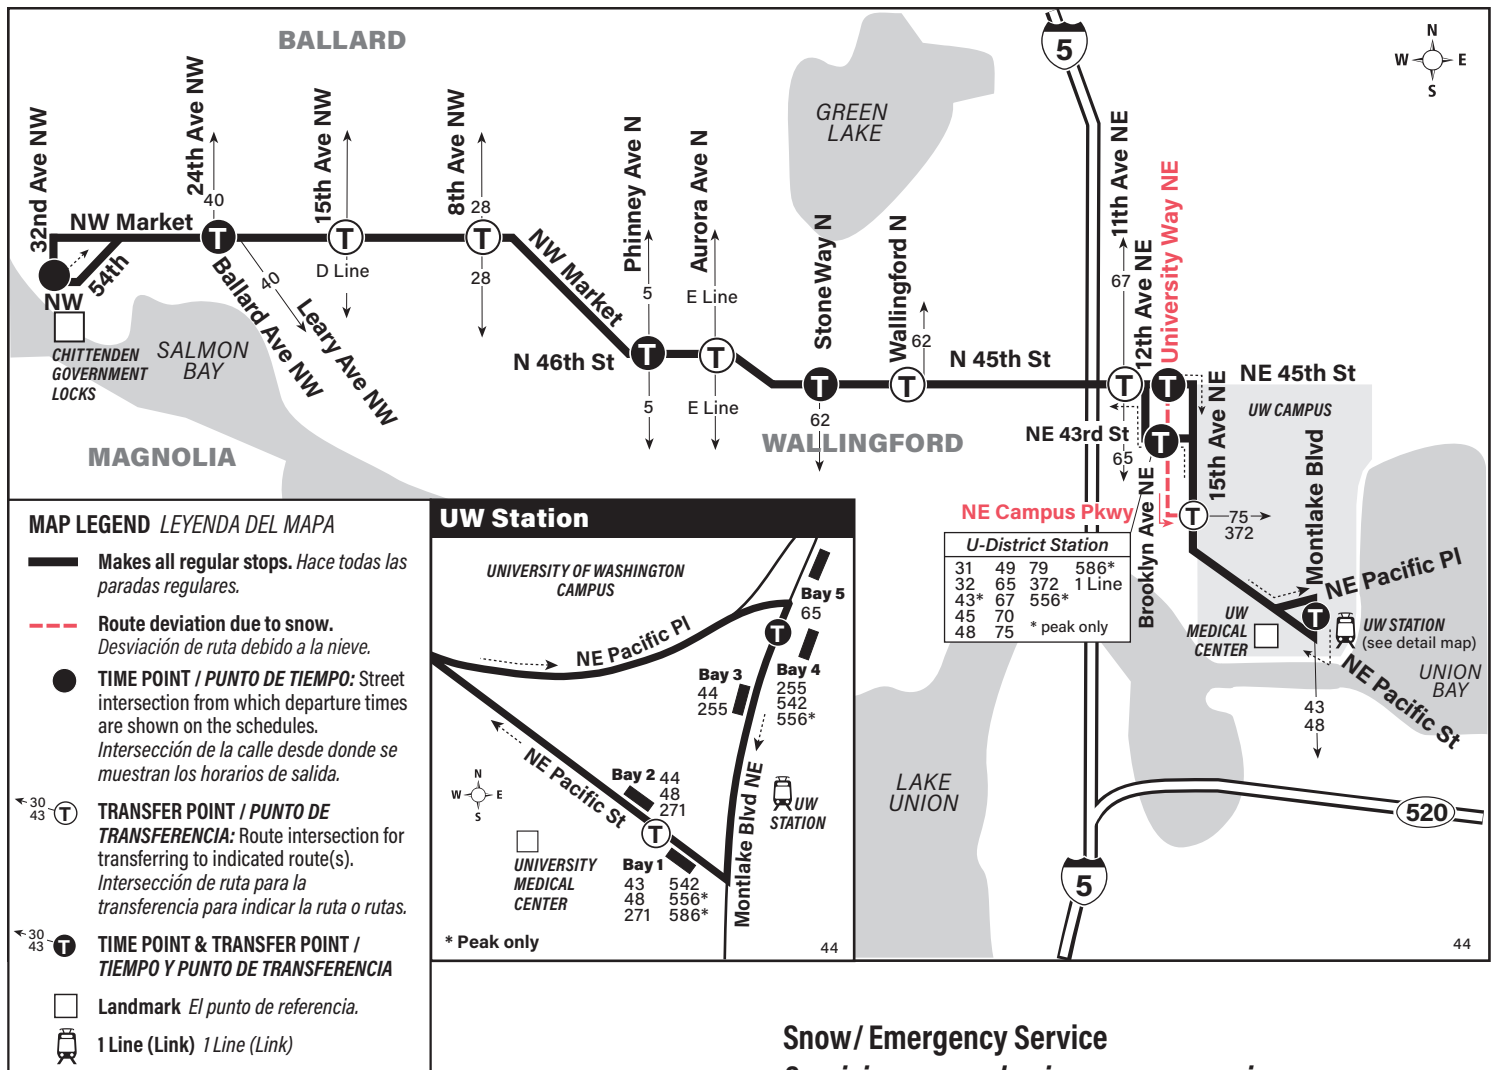 BALLARD
GREEN
LAKE
5
N
W E
S
32nd Ave NW
24th Ave NW
15th Ave NW
8th Ave NW
Phinney Ave N
Aurora Ave N
Stone Way N
Wallingford N
11th Ave NE
12th Ave NE
University Way NE
40
28
NW Market
T
T
T
D Line
40
28
NW
54th
Ballard Ave NW
Leary Ave NW
NW Market
5
E Line
62
67
CHITTENDEN
GOVERNMENT
LOCKS
SALMON
BAY
N 46th St
T
T
T
T
N 45th St
T
T
NE 45th St
5
E Line
62
WALLINGFORD
UW CAMPUS
MAGNOLIA
NE 43rd St
T
65
15th Ave NE
Montlake Blvd
NE Campus Pkwy
Brooklyn Ave NE
T
75
372
U-District Station
31 49 79 586*
32 65 372 1 Line
43* 67 556*
45 70
48 75 * peak only
NE Pacific Pl
T
UW
MEDICAL
CENTER
UW STATION
(see detail map)
NE Pacific St
UNION
BAY
43
48
LAKE
UNION
520
5
44
MAP LEGEND LEYENDA DEL MAPA
Makes all regular stops. Hace todas las
paradas regulares.
Route deviation due to snow.
Desviación de ruta debido a la nieve.
TIME POINT / PUNTO DE TIEMPO: Street
intersection from which departure times
are shown on the schedules.
Intersección de la calle desde donde se
muestran los horarios de salida.
30
43 T
TRANSFER POINT / PUNTO DE
TRANSFERENCIA: Route intersection for
transferring to indicated route(s).
Intersección de ruta para la
transferencia para indicar la ruta o rutas.
30
43 T
TIME POINT & TRANSFER POINT /
TIEMPO Y PUNTO DE TRANSFERENCIA
Landmark El punto de referencia.
1 Line (Link) 1 Line (Link)
UW Station
UNIVERSITY OF WASHINGTON
CAMPUS
Bay 5
65
T
NE Pacific Pl
Bay 3
44
255
Bay 4
255
542
556*
NE Pacific St
N
W E
S
Bay 2 44
48
271
T
Montlake Blvd NE
UW
STATION
UNIVERSITY
MEDICAL
CENTER
Bay 1
43 542
48 556*
271 586*
* Peak only
44
Snow/ Emergency Service